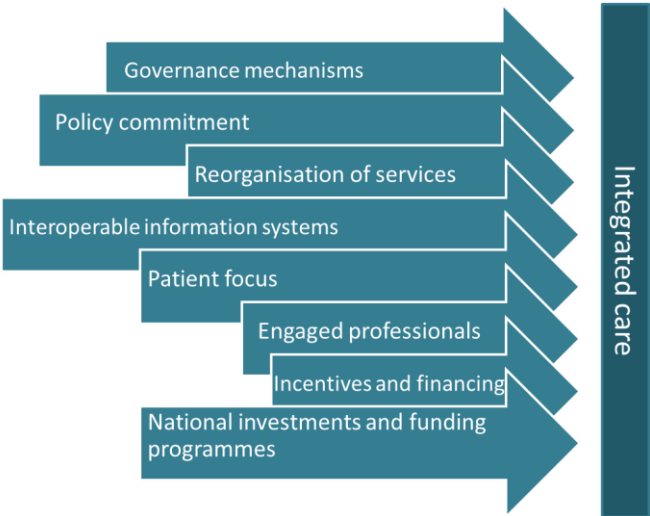 Governance mechanisms
Policy commitment
Reorganisation of services
Interoperable information systems
Patient focus
Engaged professionals
Incentives and financing
National investments and funding
programmes
Integrated care